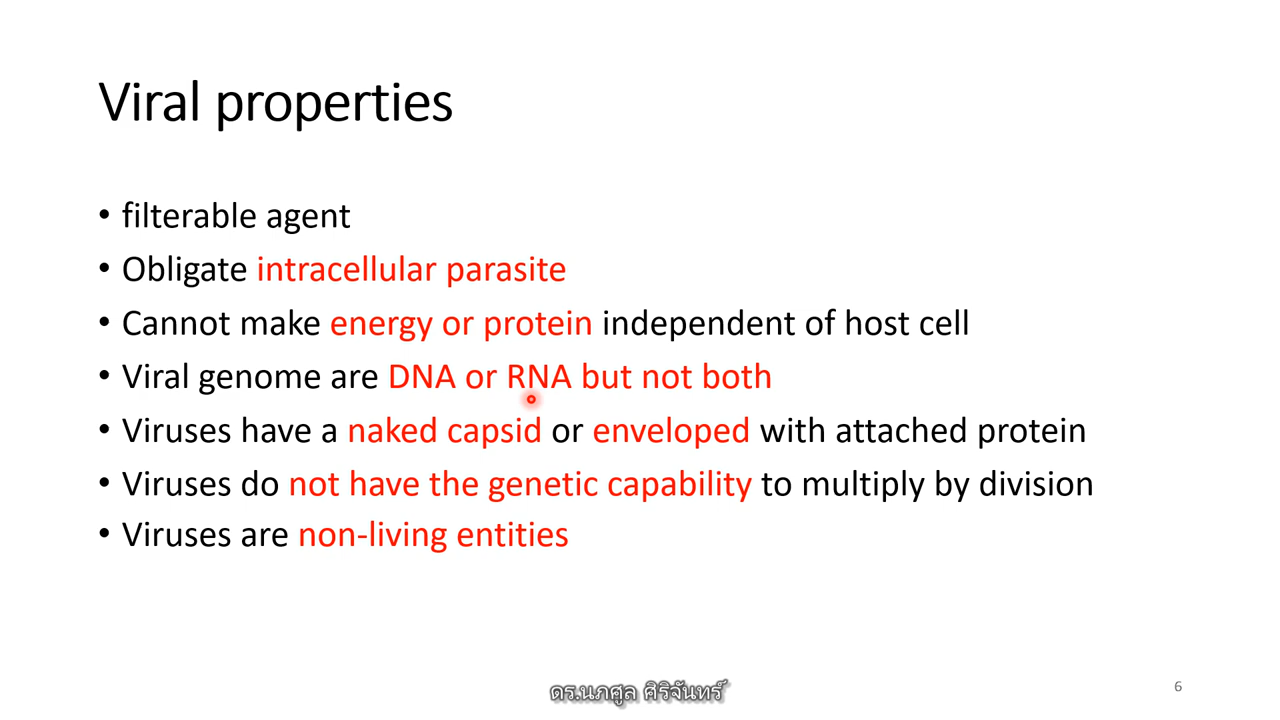 Viral properties
• filterable agent
• Obligate intracellular parasite
• Cannot make energy or protein independent of host cell
• Viral genome are DNA or RNA but not both
• Viruses have a naked capsid or enveloped with attached protein
• Viruses do not have the genetic capability to multiply by division
• Viruses are non-living entities
ดร.นภศูล ศิริจันทร์
6